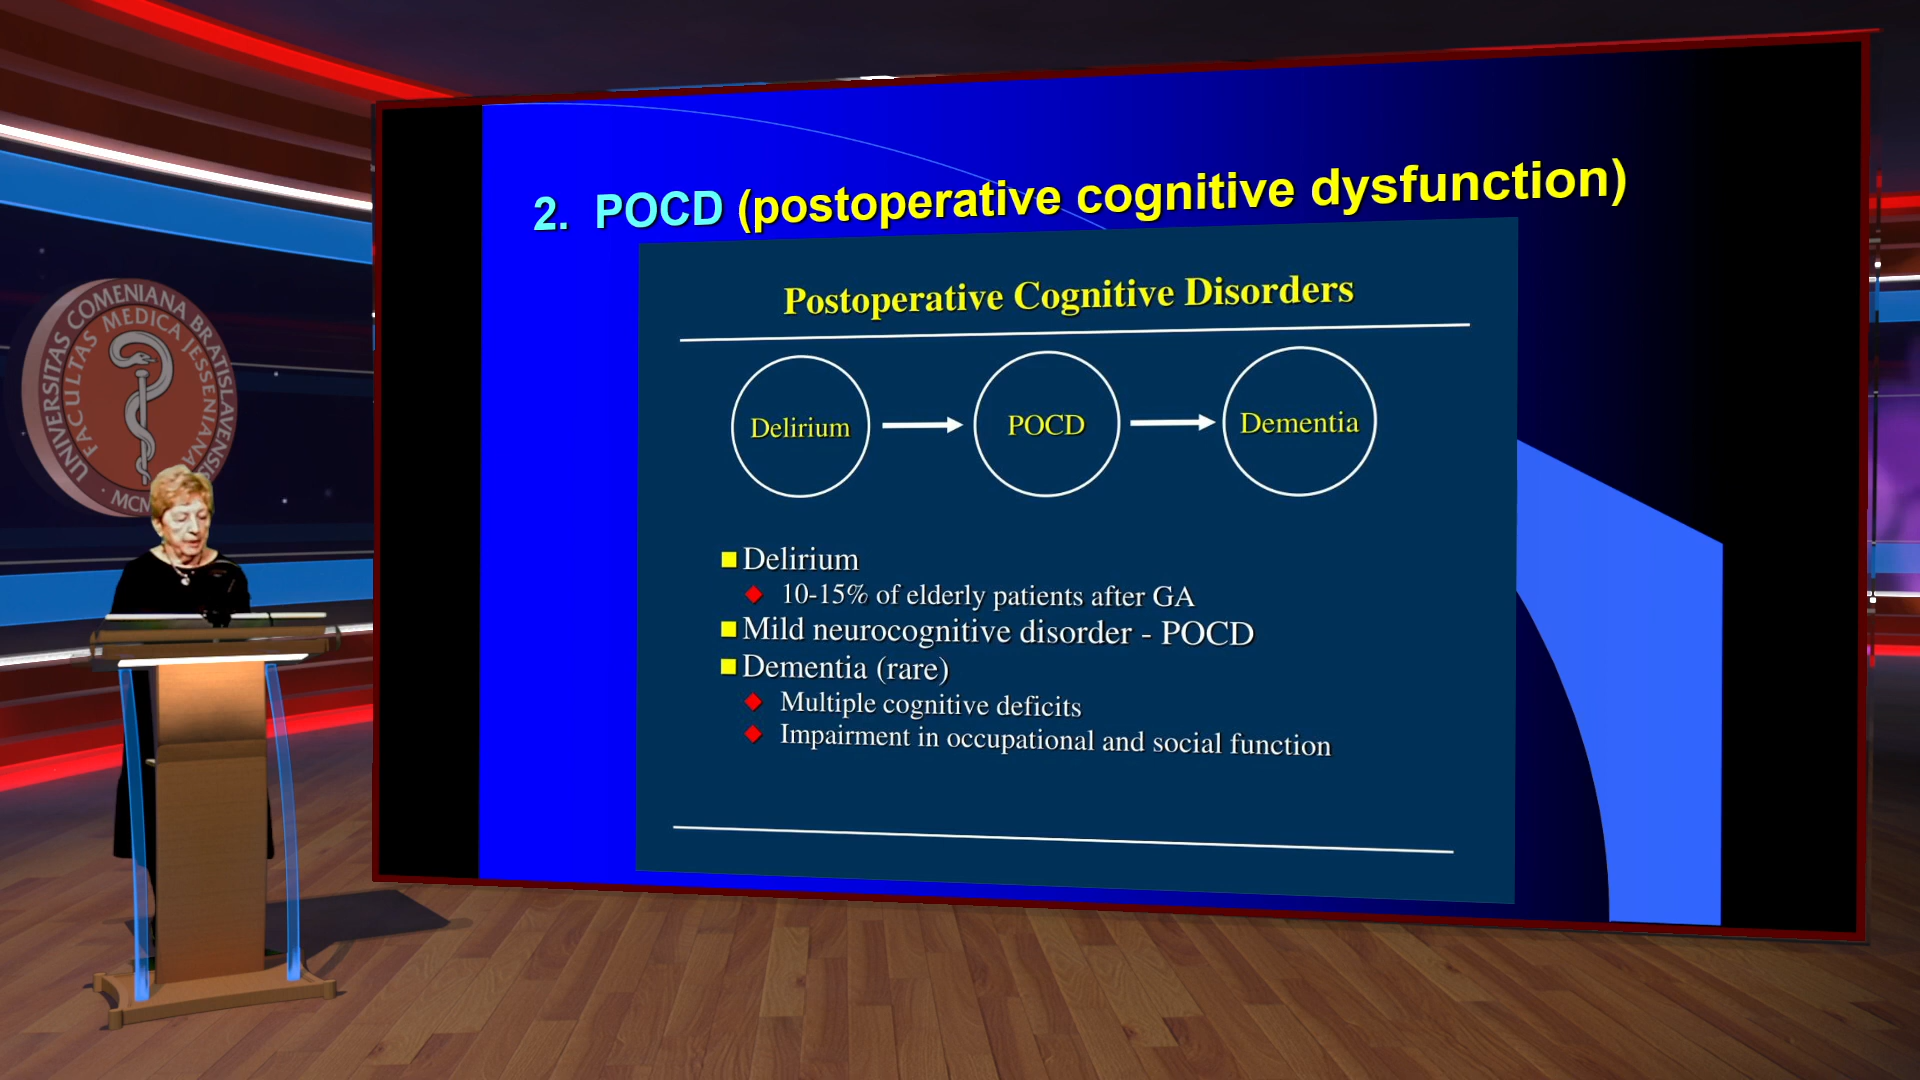 2. POCD (postoperative cognitive dysfunction)
Postoperative Cognitive Disorders
Delirium
POCD
Dementia
Delirium
10-15% of elderly patients after GA
Mild neurocognitive disorder - POCD
Dementia (rare)
Multiple cognitive deficits
Impairment in occupational and social function
UNIVERSITAS COMENIANA BRATISLAVENSIS
FACULTAS MEDICA JESSENIANA